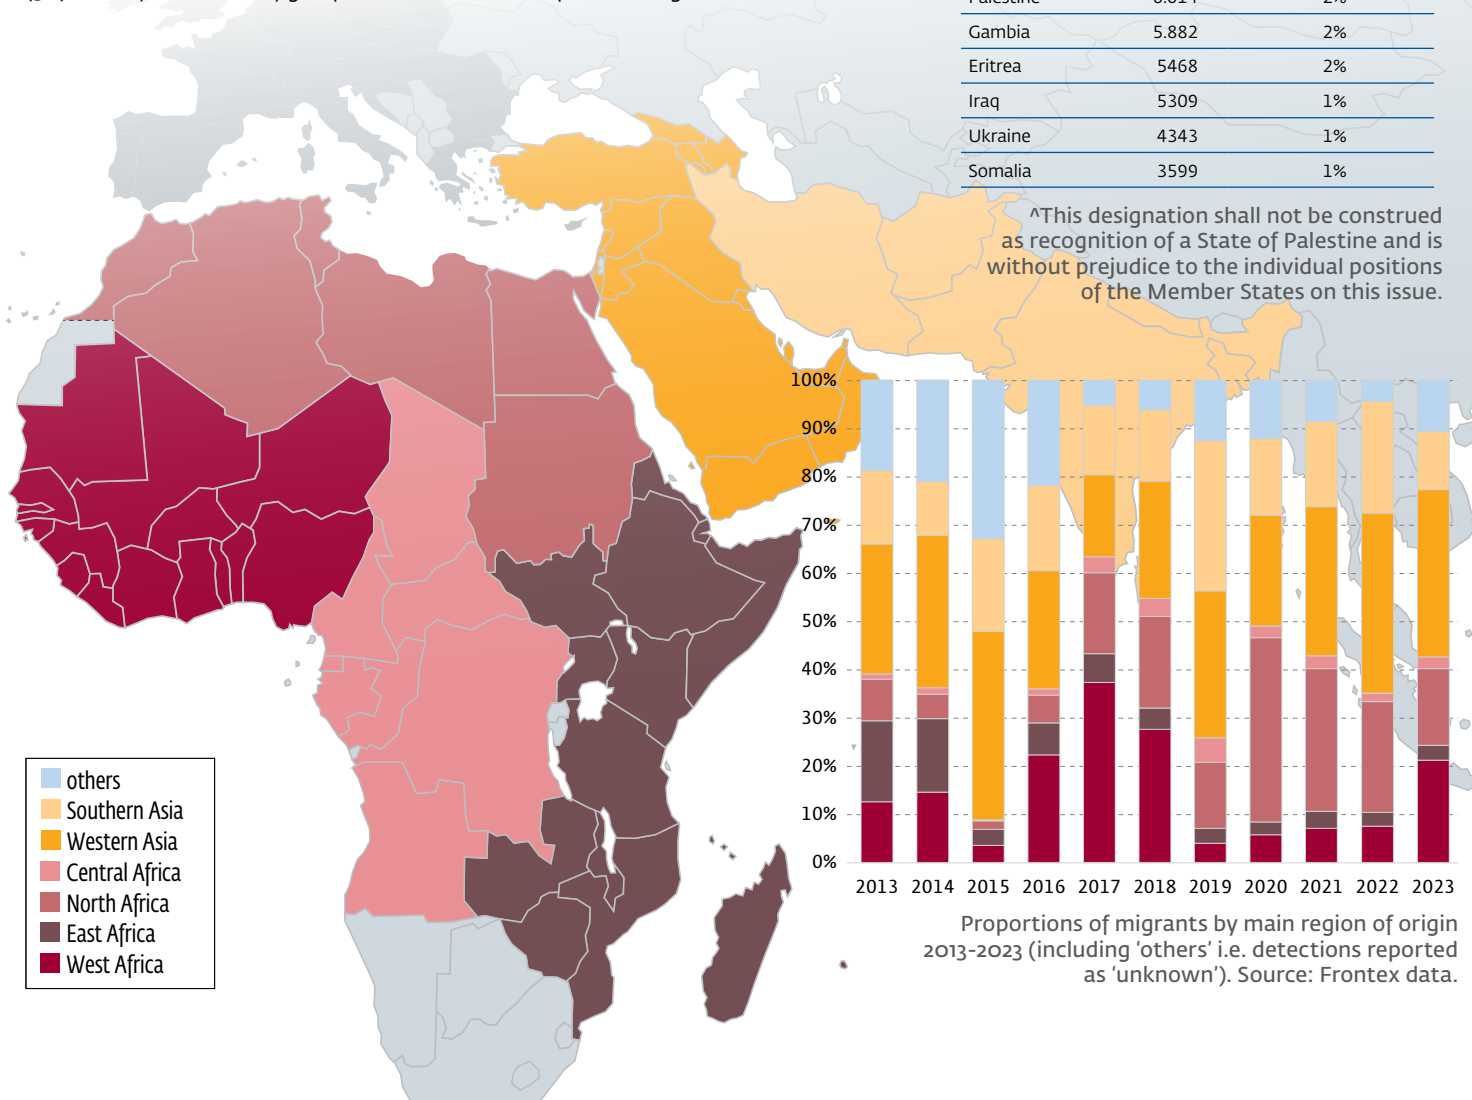 Gambia 5.882 2%
Eritrea 5468 2%
Iraq 5309 1%
Ukraine 4343 1%
Somalia 3599 1%
^This designation shall not be construed
as recognition of a State of Palestine and is
without prejudice to the individual positions
of the Member States on this issue.
100%
90%
80%
70%
60%
50%
40%
30%
20%
10%
0%
2013 2014 2015 2016 2017 2018 2019 2020 2021 2022 2023
others
Southern Asia
Western Asia
Central Africa
North Africa
East Africa
West Africa
Proportions of migrants by main region of origin
2013-2023 (including ‘others’ i.e. detections reported
as ‘unknown’). Source: Frontex data.